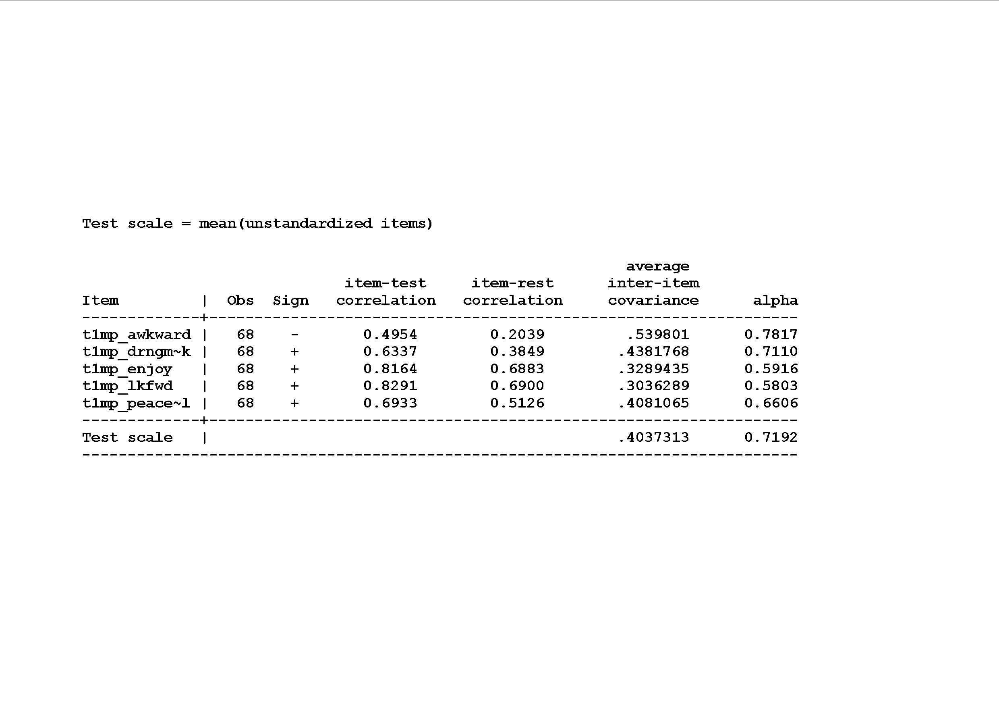 Test scale = mean(unstandardized items)
average
item-test item-rest inter-item
Item | Obs Sign correlation correlation covariance alpha
-------------+-----------------------------------------------------------------
t1mp_awkward | 68 - 0.4954 0.2039 .539801 0.7817
t1mp_drngm~k | 68 + 0.6337 0.3849 .4381768 0.7110
t1mp_enjoy | 68 + 0.8164 0.6883 .3289435 0.5916
t1mp_lkfwd | 68 + 0.8291 0.6900 .3036289 0.5803
t1mp_peace~l | 68 + 0.6933 0.5126 .4081065 0.6606
-------------+-----------------------------------------------------------------
Test scale | .4037313 0.7192
-------------------------------------------------------------------------------